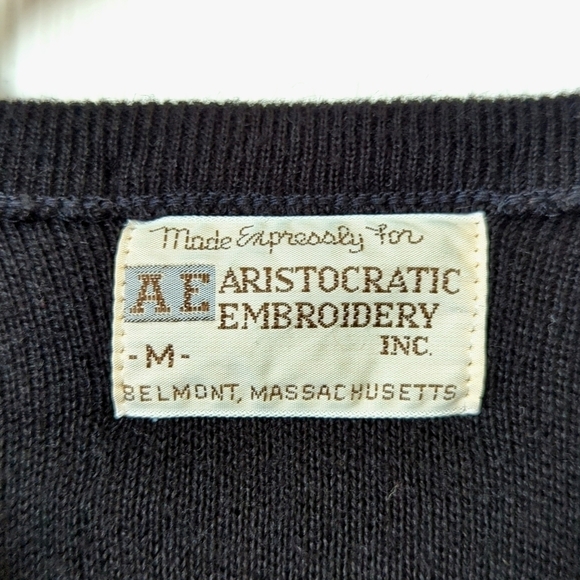 Made Expressly For
AE ARISTOCRATIC
EMBROIDERY
INC.
- M -
BELMONT, MASSACHUSETTS